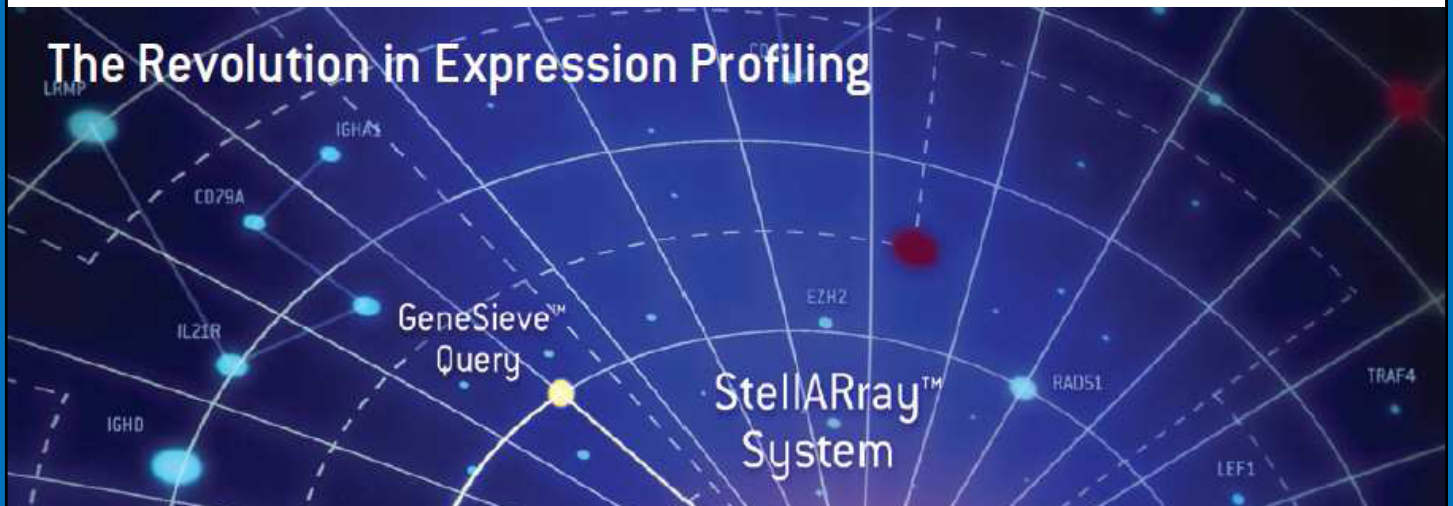 The Revolution in Expression Profiling
LRMP
IGHA1
CD79A
GeneSieve™
Query
EZH2
IL21R
StellARray™
System
RAD51
TRAF4
IGHD
LEF1